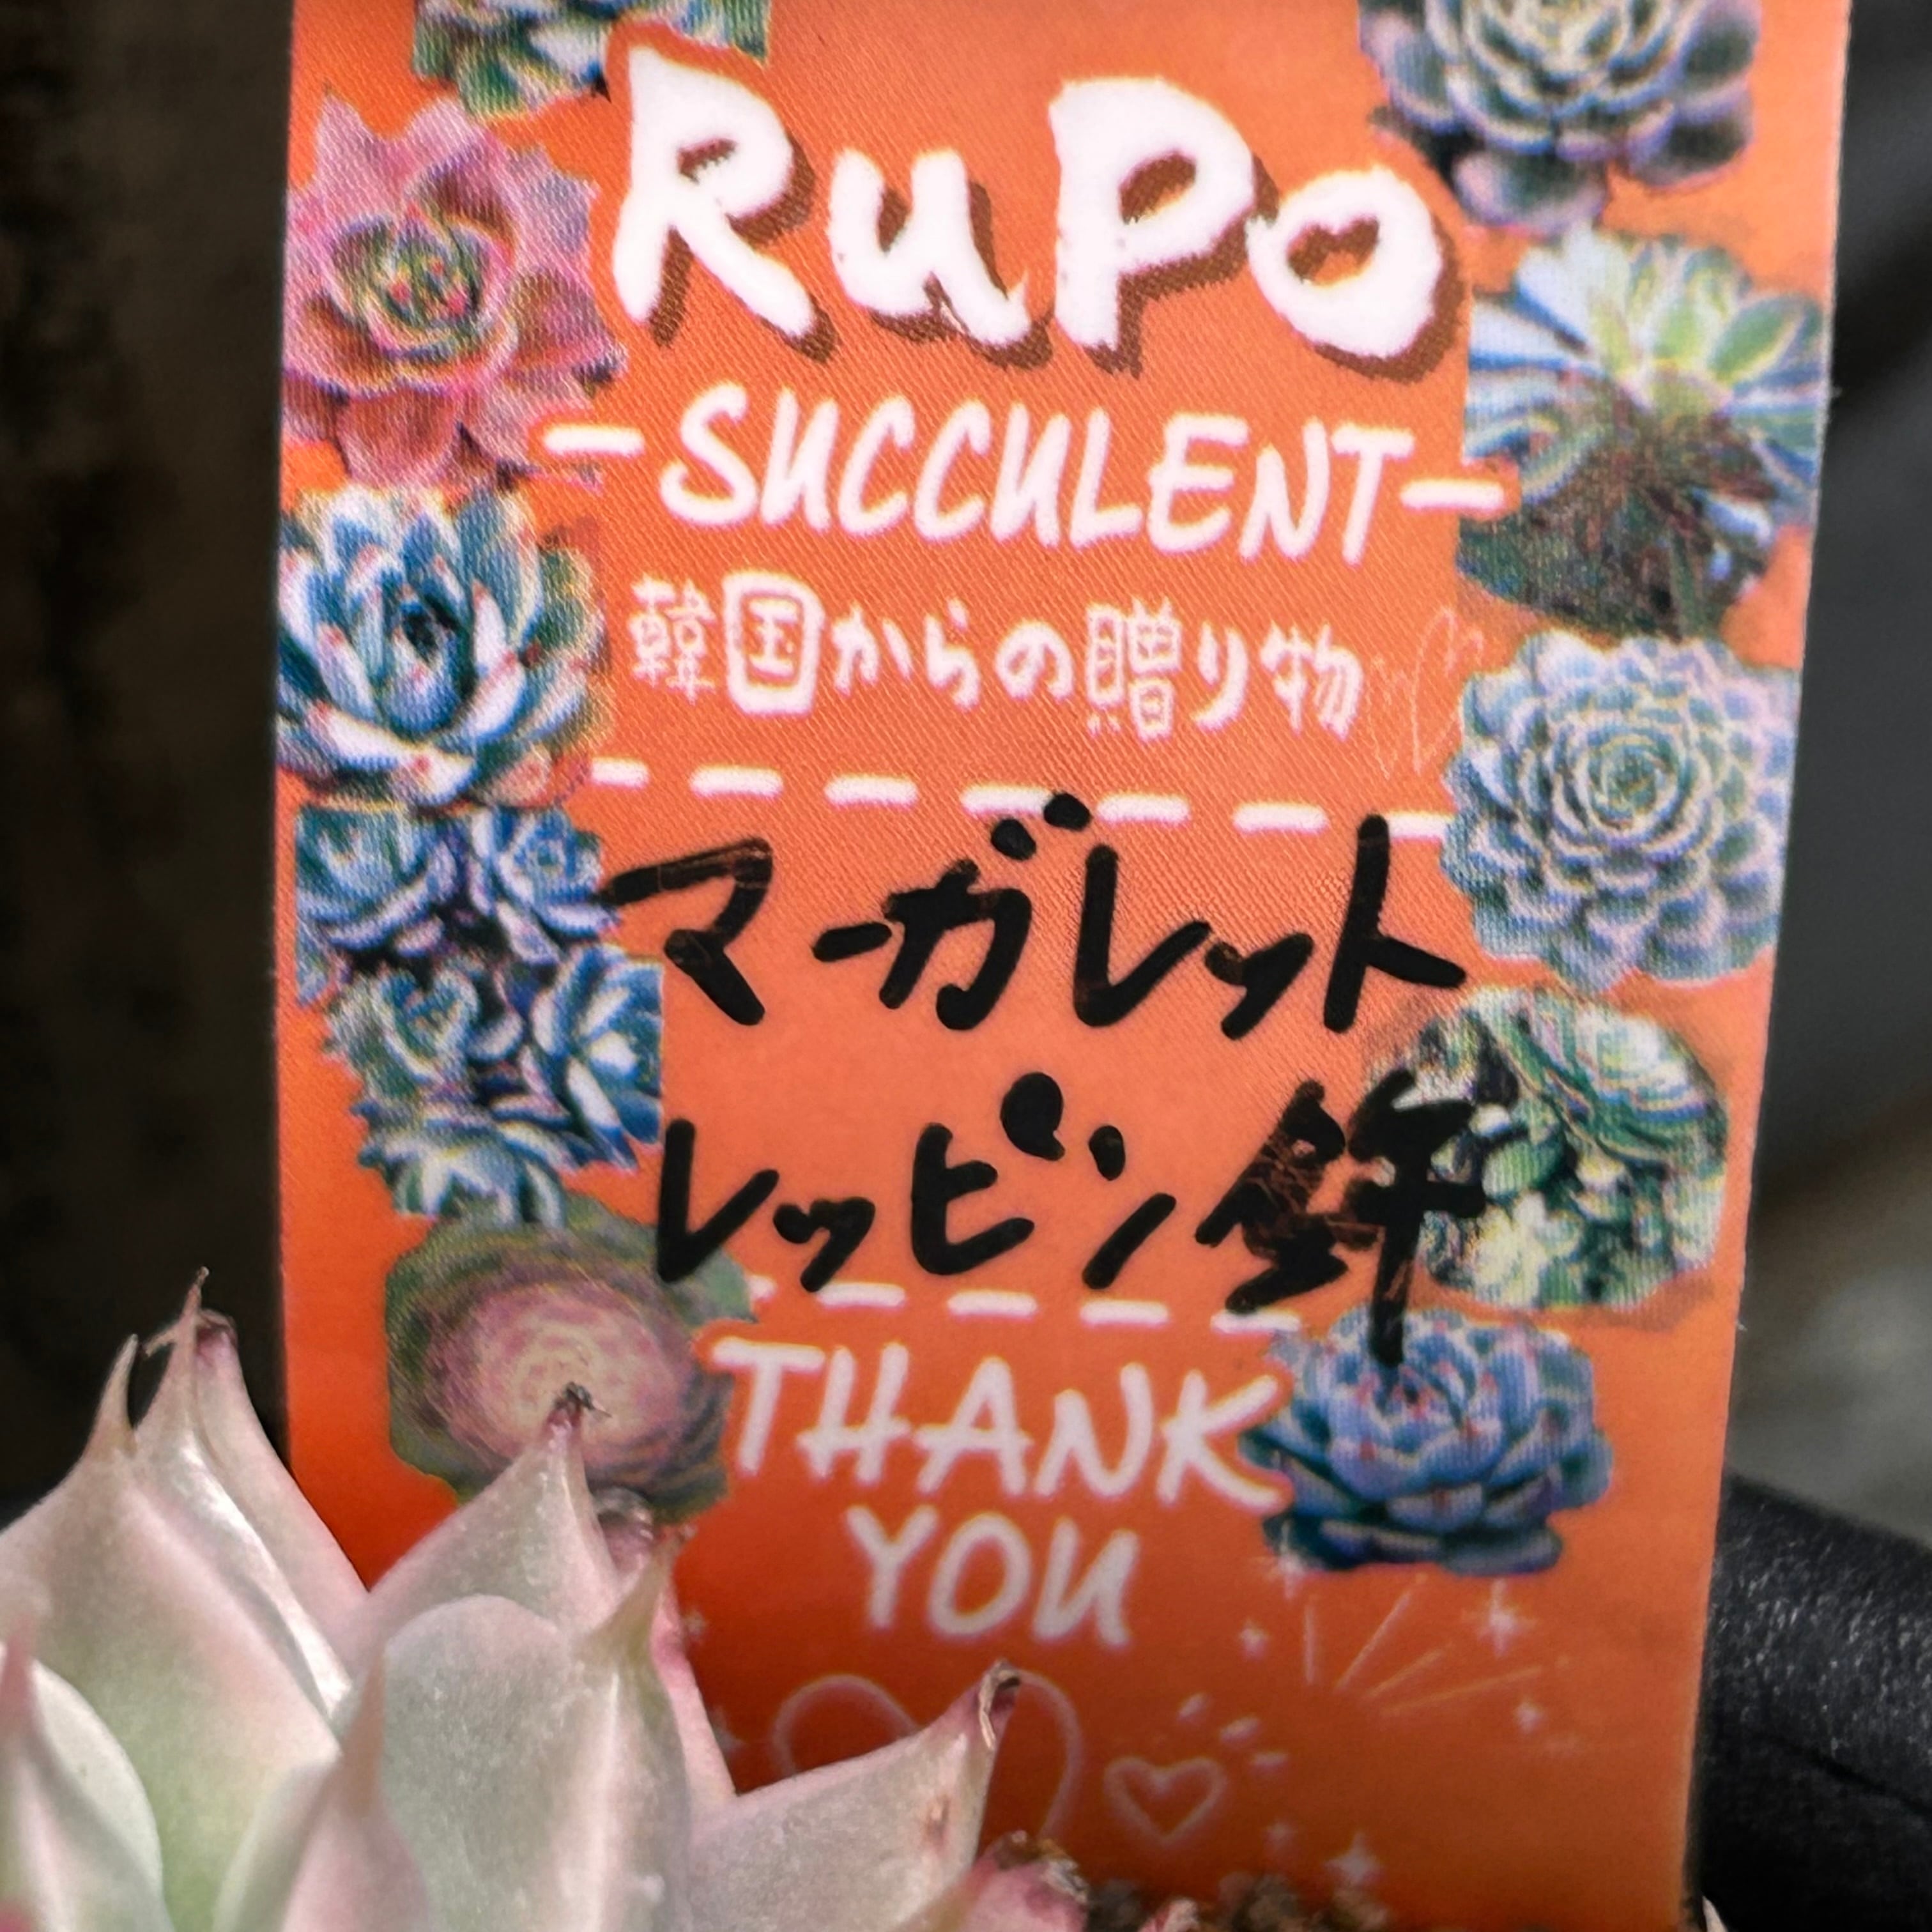 RuPo
-SUCCULENT-
韓国からの贈り物
マーガレット
レッピン 錦
THANK
YOU